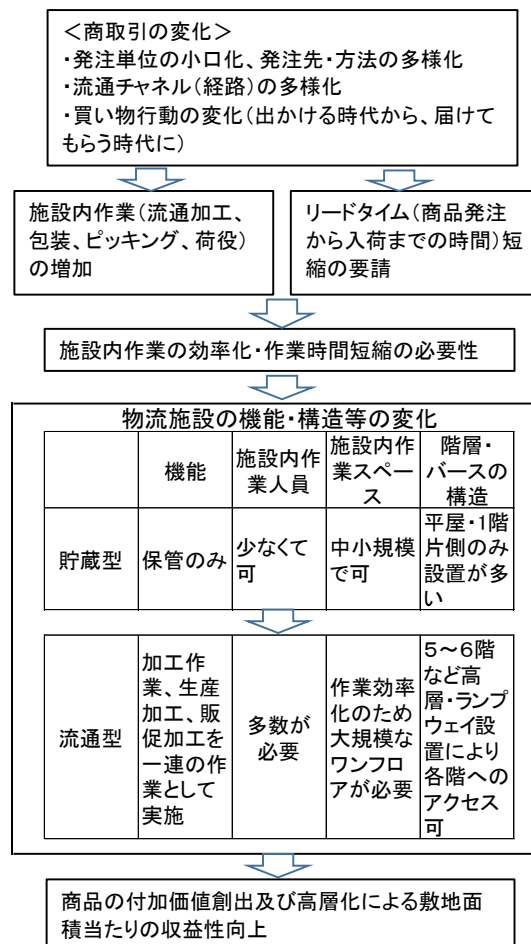 ＜商取引の変化＞
・発注単位の小口化、発注先・方法の多様化
・流通チャネル（経路）の多様化
・買い物行動の変化（出かける時代から、届けて
もらう時代に）
施設内作業（流通加工、
包装、ピッキング、荷役）
の増加
リードタイム（商品発注
から入荷までの時間）短
縮の要請
施設内作業の効率化・作業時間短縮の必要性
物流施設の機能・構造等の変化
機能
施設内作
業人員
施設内作
業スペー
ス
階層・
バースの
構造
貯蔵型
保管のみ
少なくて
可
中小規模
で可
平屋・1階
片側のみ
設置が多
い
流通型
加工作
業、生産
加工、販
促加工を
一連の作
業として
実施
多数が
必要
作業効率
化のため
大規模な
ワンフロ
アが必要
５～６階
など高
層・ランプ
ウェイ設
置により
各階への
アクセス
可
商品の付加価値創出及び高層化による敷地面
積当たりの収益性向上